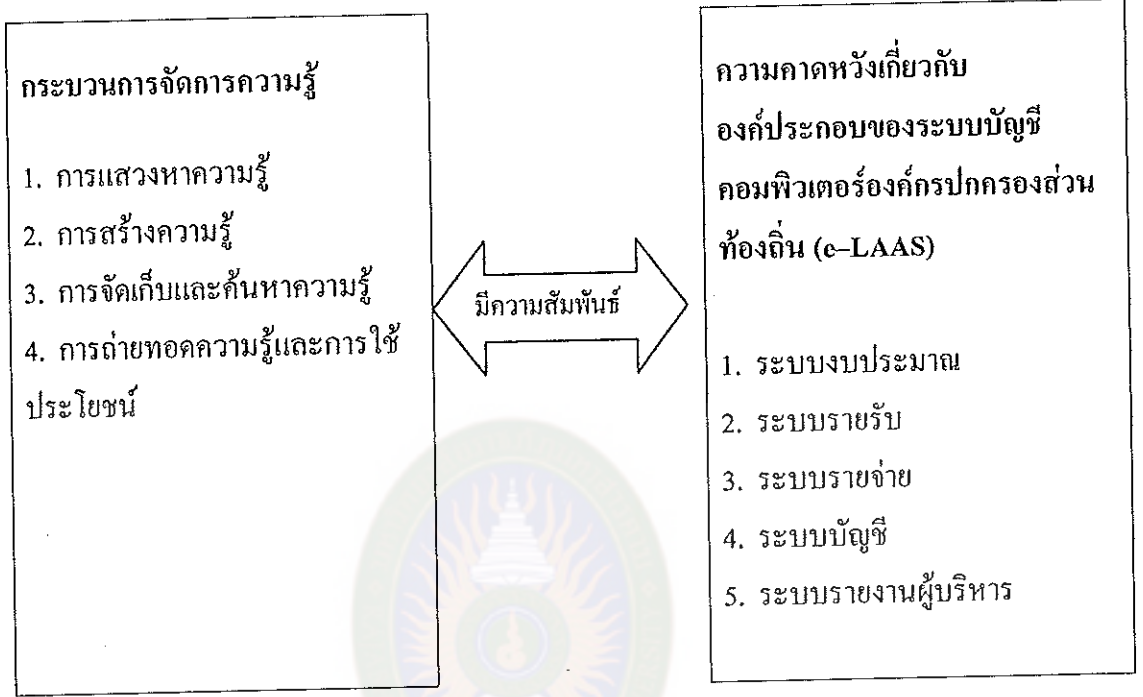 กระบวนการจัดการความรู้
1. การแสวงหาความรู้
2. การสร้างความรู้
3. การจัดเก็บและค้นหาความรู้
4. การถ่ายทอดความรู้และการใช้
ประโยชน์
มีความสัมพันธ์
ความคาดหวังเกี่ยวกับ
องค์ประกอบของระบบบัญชี
คอมพิวเตอร์องค์กรปกครองส่วน
ท้องถิ่น (e–LAAS)
1. ระบบงบประมาณ
2. ระบบรายรับ
3. ระบบรายจ่าย
4. ระบบบัญชี
5. ระบบรายงานผู้บริหาร